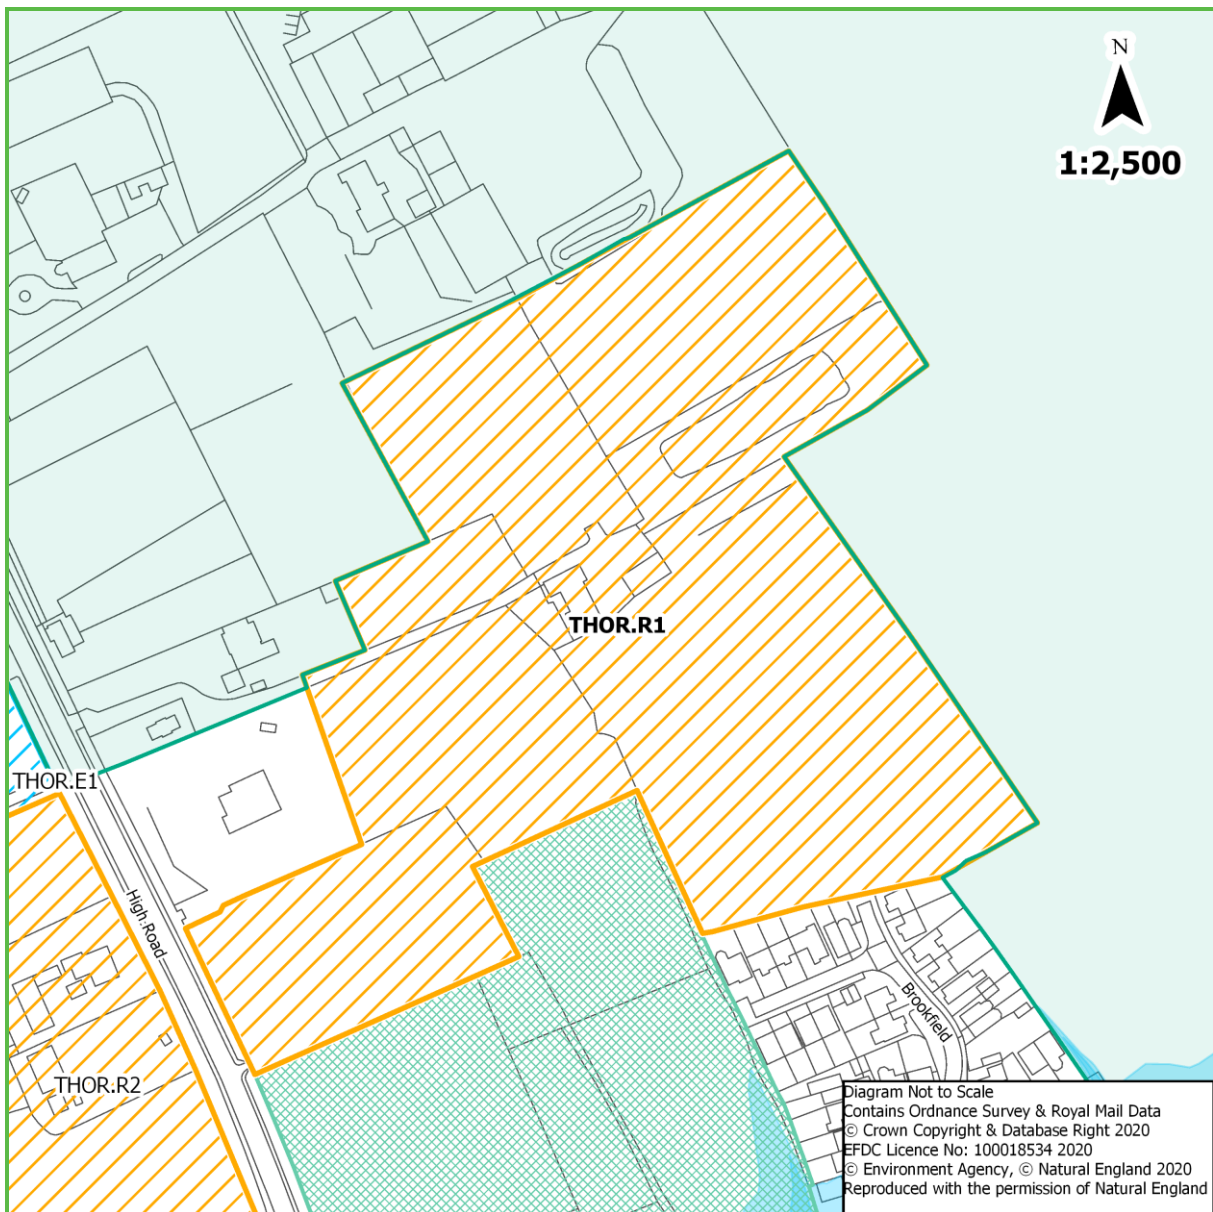 N
1:2,500
THOR.R1
THOR.E1
High Road
Brookfield
THOR.R2
Diagram Not to Scale
Contains Ordnance Survey & Royal Mail Data
© Crown Copyright & Database Right 2020
EFDC Licence No: 100018534 2020
© Environment Agency, © Natural England 2020
Reproduced with the permission of Natural England